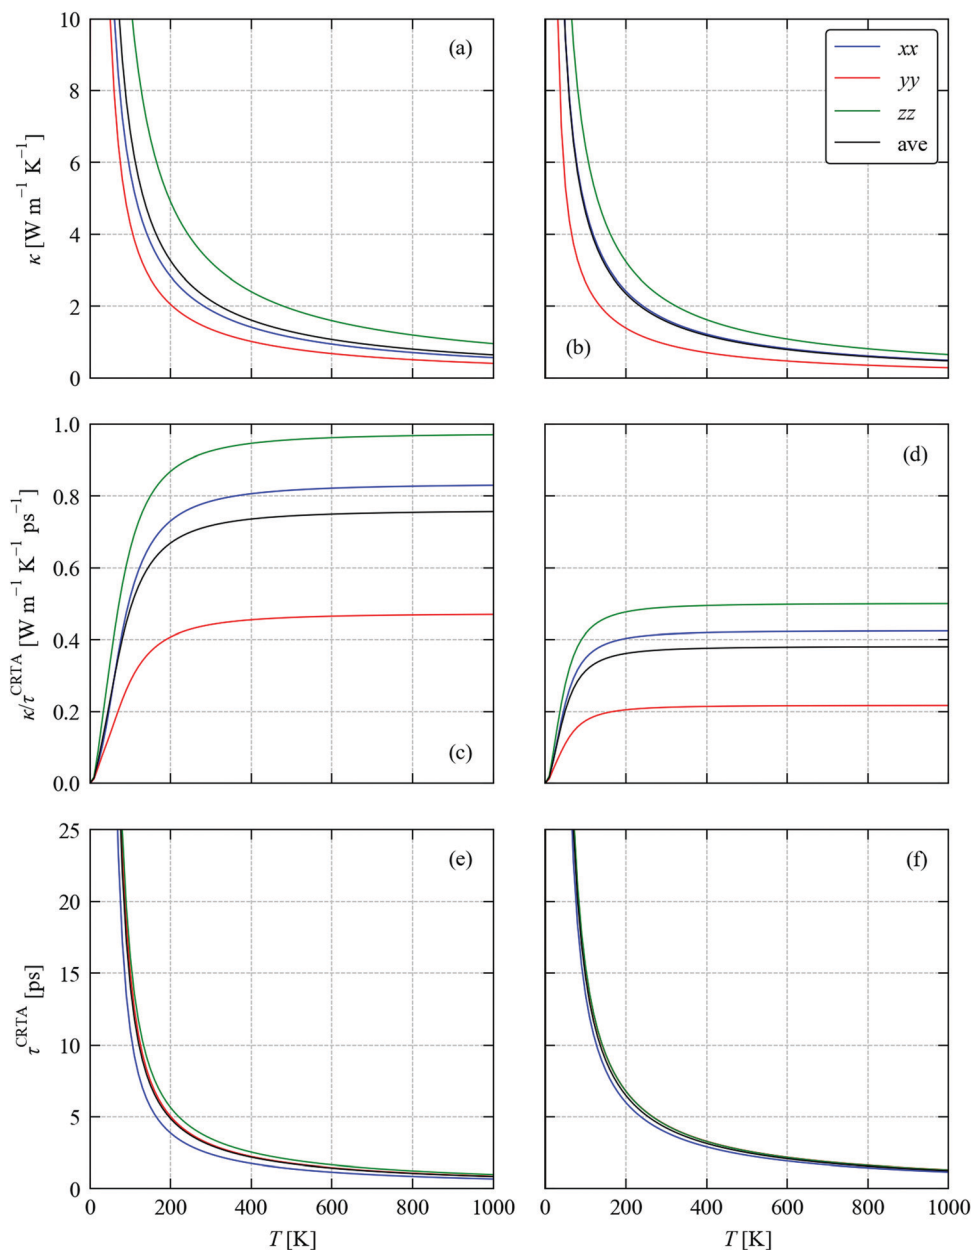 κ [W m⁻¹ K⁻¹]
10
8
6
4
2
0
(a)
(b)
xx
yy
zz
ave
κ/τ^CRTA [W m⁻¹ K⁻¹ ps⁻¹]
1.0
0.8
0.6
0.4
0.2
0.0
(c)
(d)
τ^CRTA [ps]
25
20
15
10
5
0
(e)
(f)
0 200 400 600 800 1000
0 200 400 600 800 1000
T [K]
T [K]